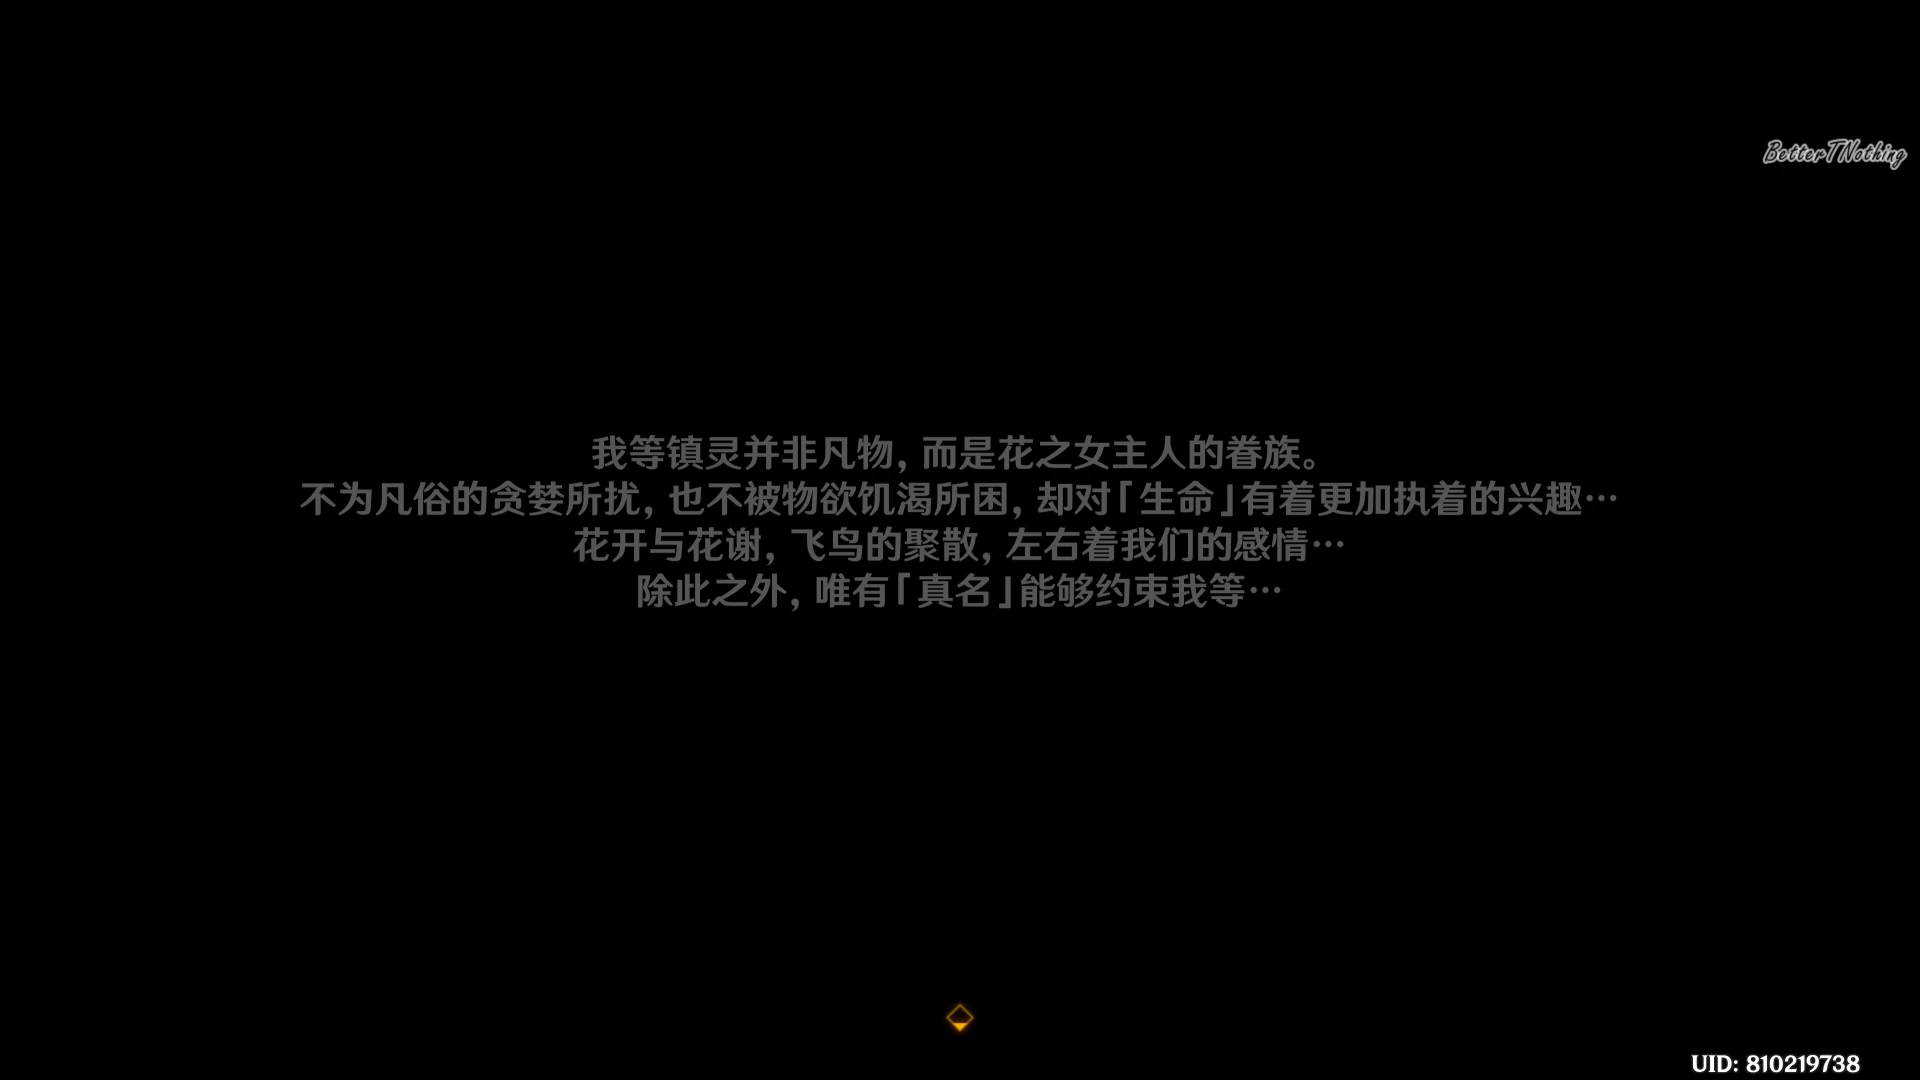 BetterTNothing
我等镇灵并非凡物，而是花之女主人的眷族。
不为凡俗的贪婪所扰，也不被物欲饥渴所困，却对「生命」有着更加执着的兴趣…
花开与花谢，飞鸟的聚散，左右着我们的感情…
除此之外，唯有「真名」能够约束我等…
UID: 810219738